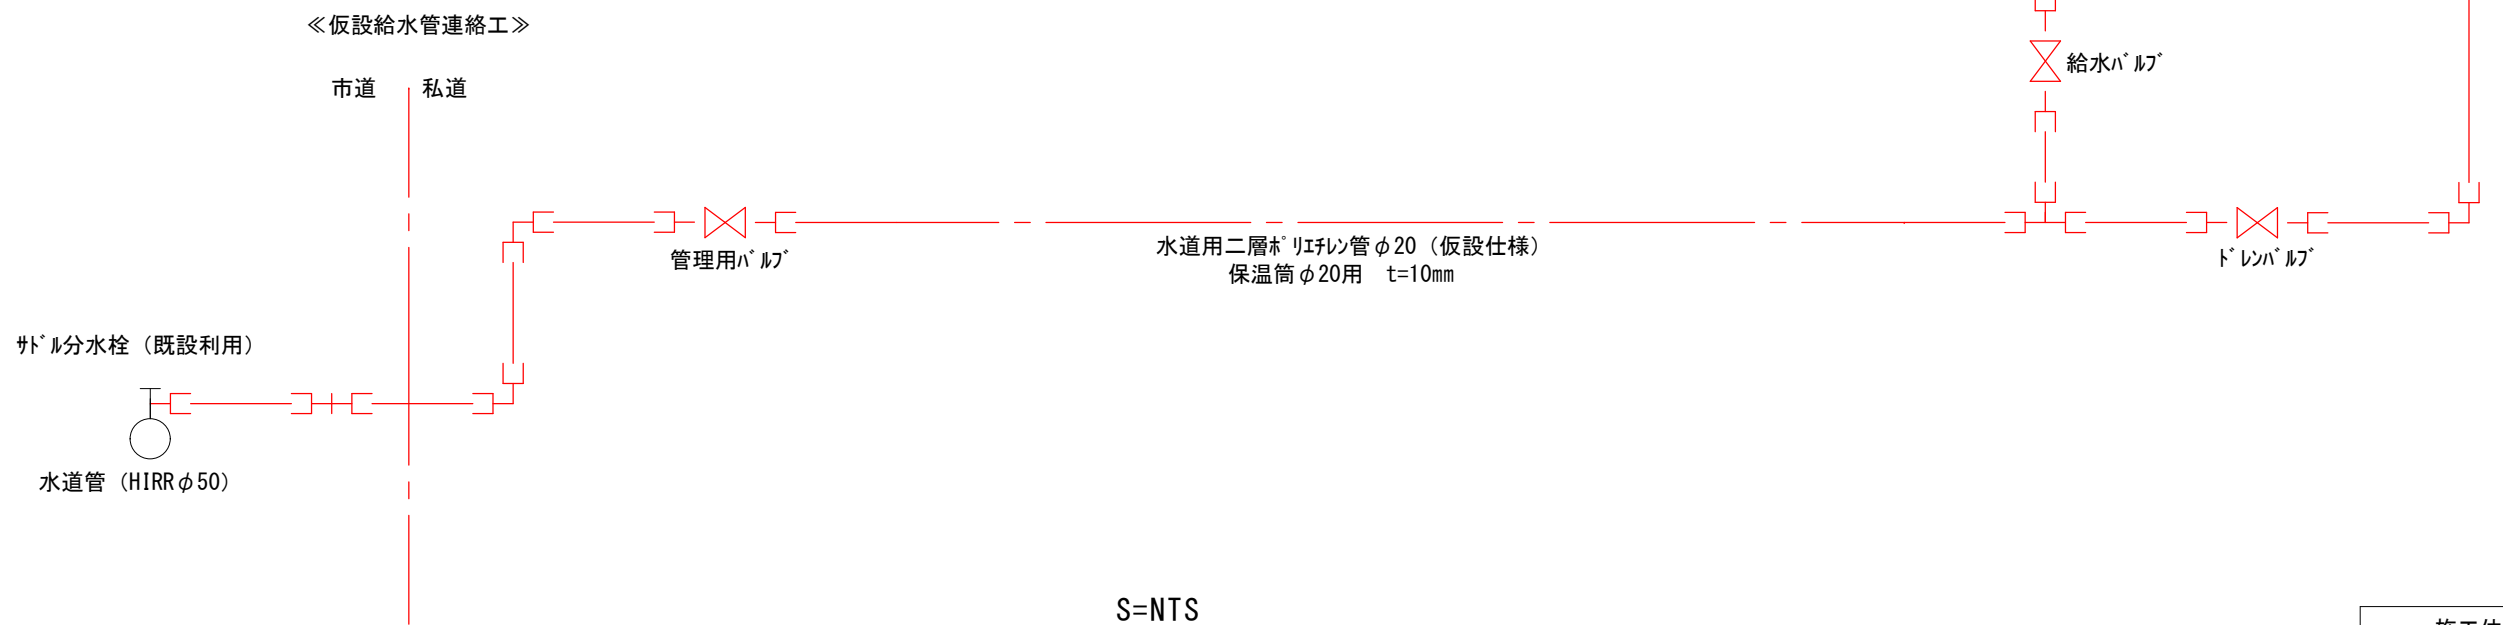 ≪仮設給水管連絡工≫
市道 私道
給水ﾊﾞﾙﾌﾞ
管理用ﾊﾞﾙﾌﾞ
水道用二層ﾎﾟﾘｴﾁﾚﾝ管φ20（仮設仕様）
保温筒φ20用　t=10mm
ﾄﾞﾚﾝﾊﾞﾙﾌﾞ
ｻﾄﾞﾙ分水栓（既設利用）
水道管（HIRRφ50）
S=NTS